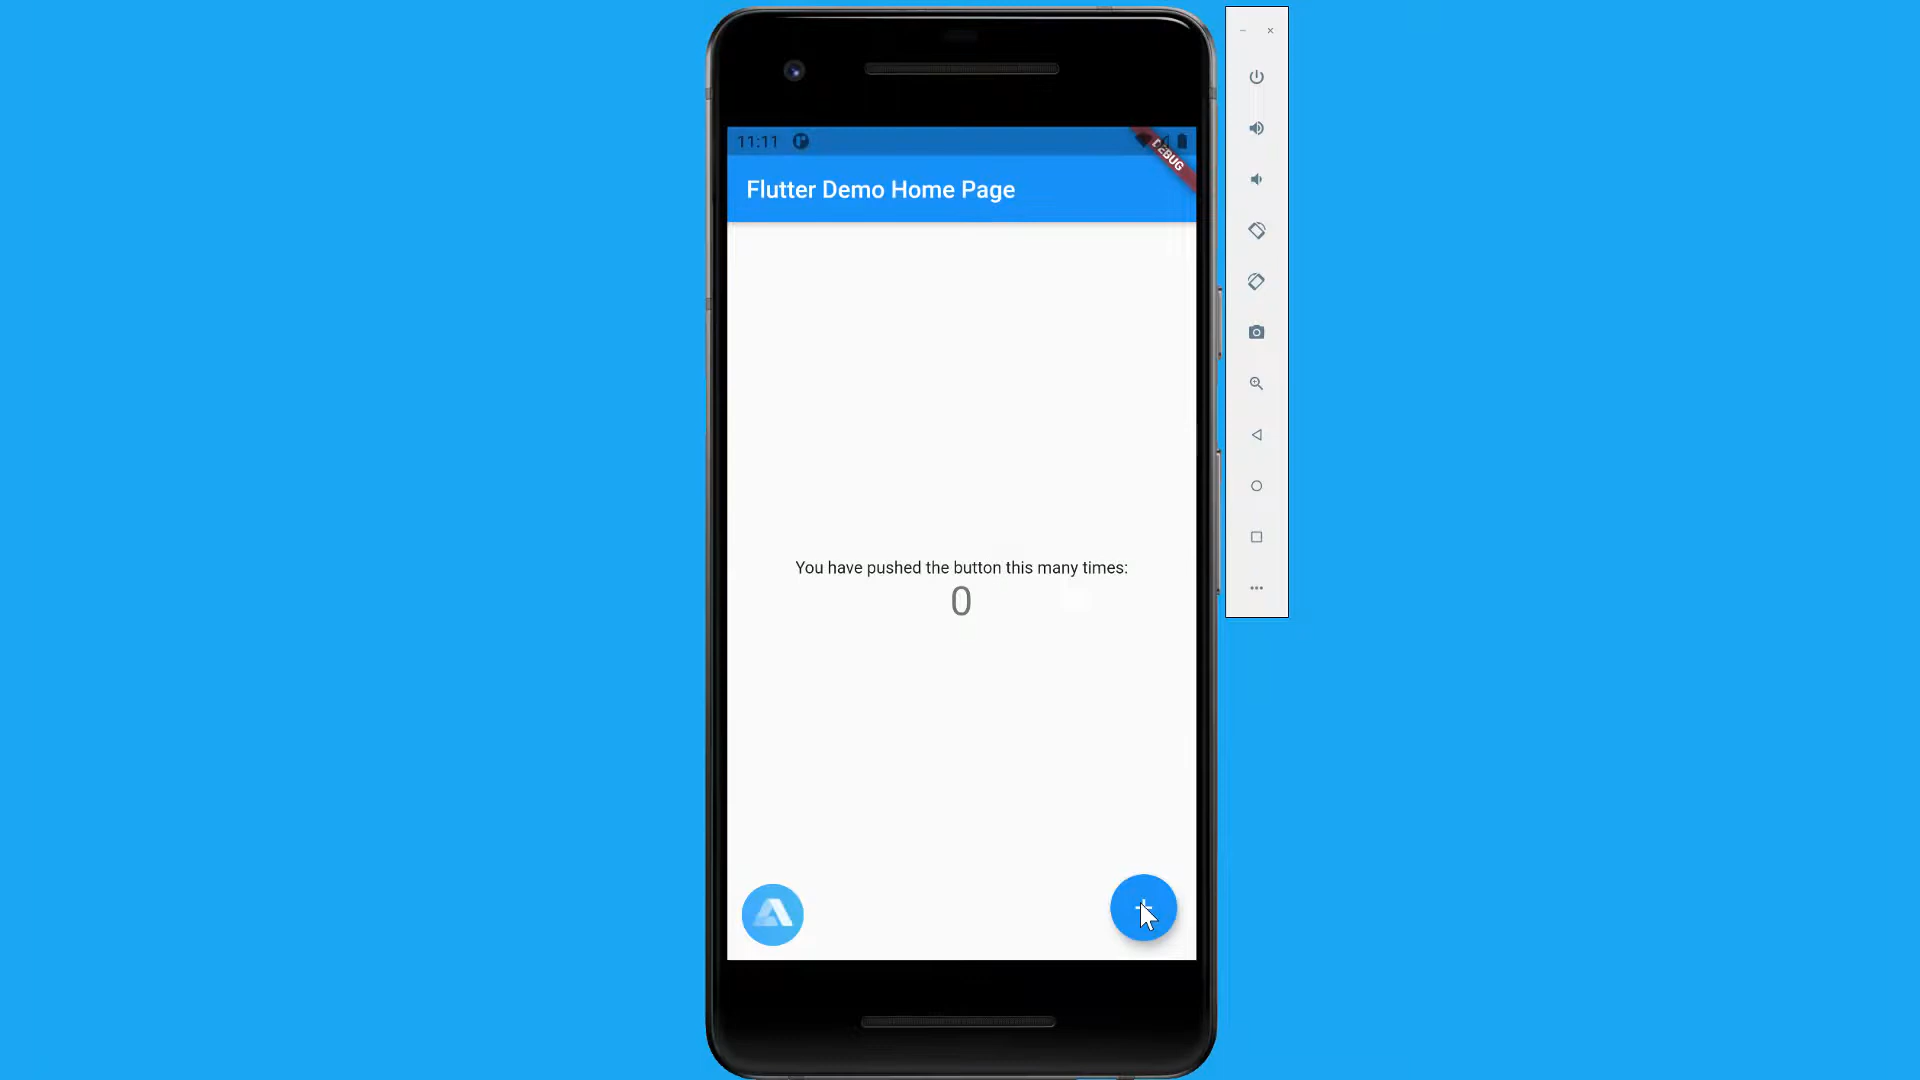 11:11
DEBUG
Flutter Demo Home Page
You have pushed the button this many times:
0